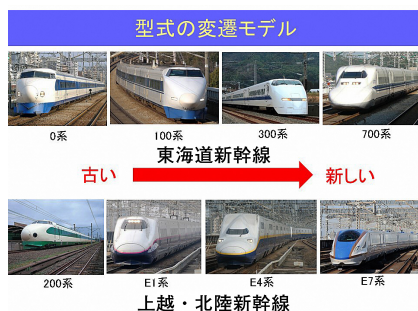 型式の変遷モデル
0系 100系 300系 700系
東海道新幹線
古い 新しい
200系 E1系 E4系 E7系
上越・北陸新幹線